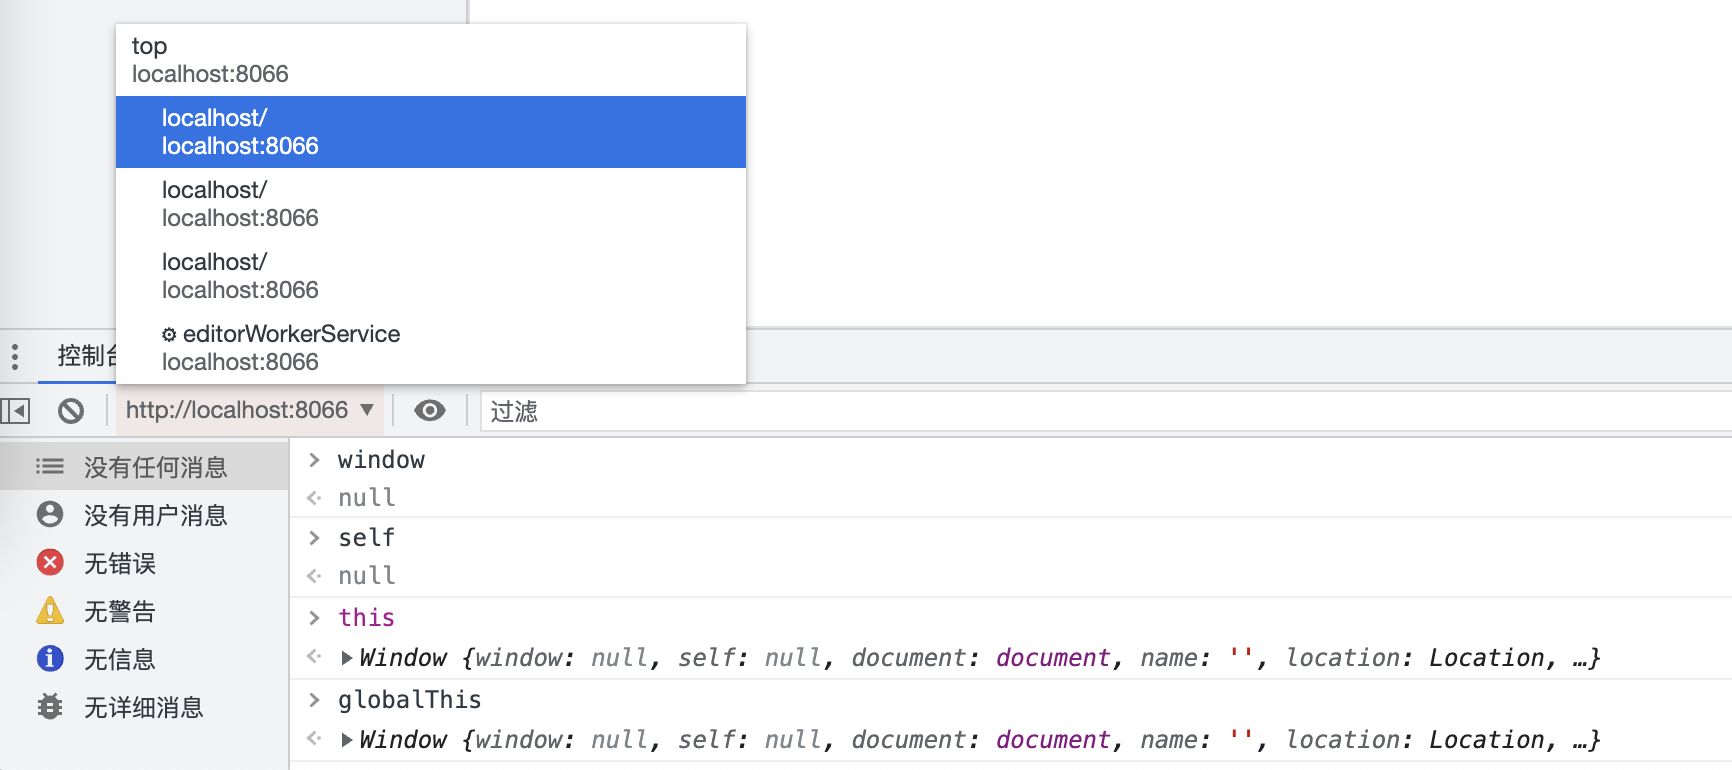 top
localhost:8066
localhost/
localhost:8066
localhost/
localhost:8066
localhost/
localhost:8066
⚙ editorWorkerService
localhost:8066
控制台
http://localhost:8066 ▼
过滤
没有任何消息
没有用户消息
无错误
无警告
无信息
无详细消息
> window
<· null
> self
<· null
> this
<· ▶Window {window: null, self: null, document: document, name: '', location: Location, …}
> globalThis
<· ▶Window {window: null, self: null, document: document, name: '', location: Location, …}